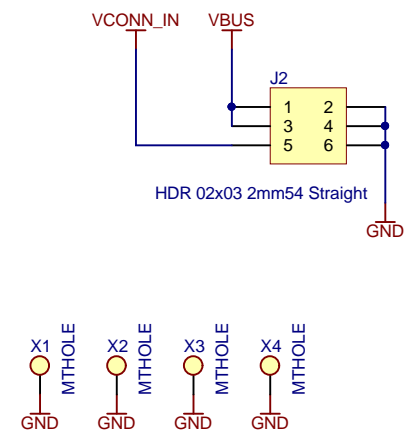 VCONN_IN VBUS
J2
1 2
3 4
5 6
HDR 02x03 2mm54 Straight
GND
X1 MTHOLE X2 MTHOLE X3 MTHOLE X4 MTHOLE
GND GND GND GND